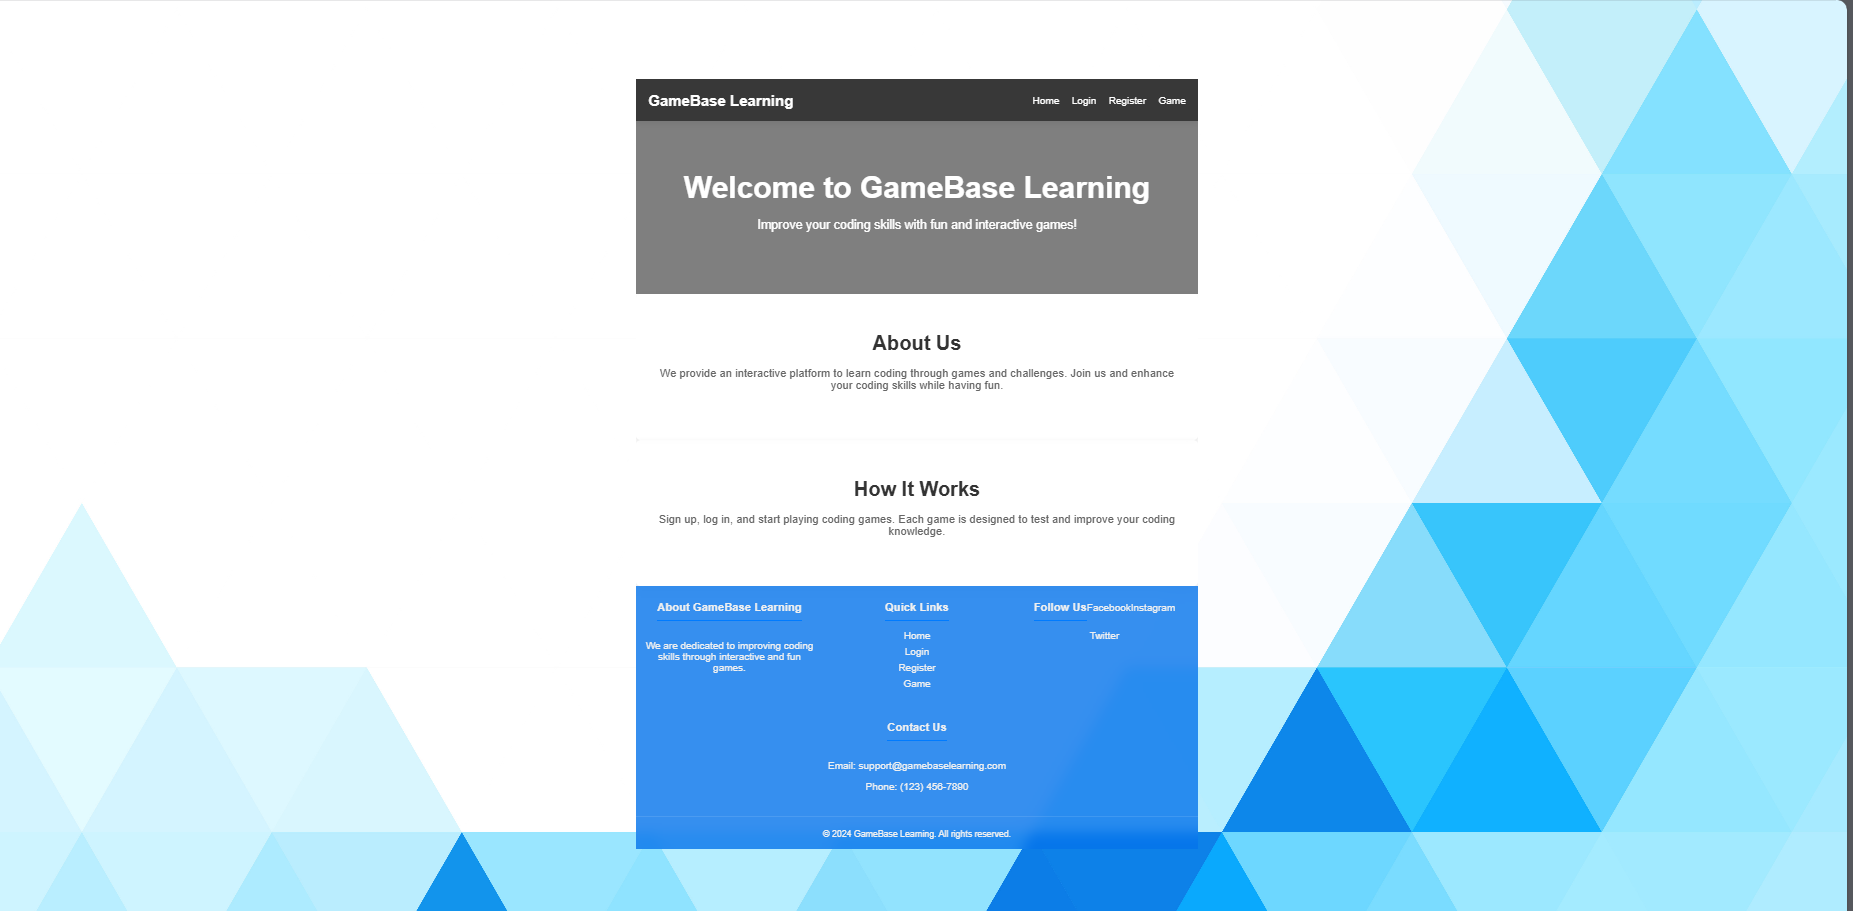 GameBase Learning
Home Login Register Game
Welcome to GameBase Learning
Improve your coding skills with fun and interactive games!
About Us
We provide an interactive platform to learn coding through games and challenges. Join us and enhance
your coding skills while having fun.
How It Works
Sign up, log in, and start playing coding games. Each game is designed to test and improve your coding
knowledge.
About GameBase Learning
We are dedicated to improving coding
skills through interactive and fun
games.
Quick Links
Home
Login
Register
Game
Follow UsFacebookInstagram
Twitter
Contact Us
Email: support@gamebaselearning.com
Phone: (123) 456-7890
© 2024 GameBase Learning. All rights reserved.